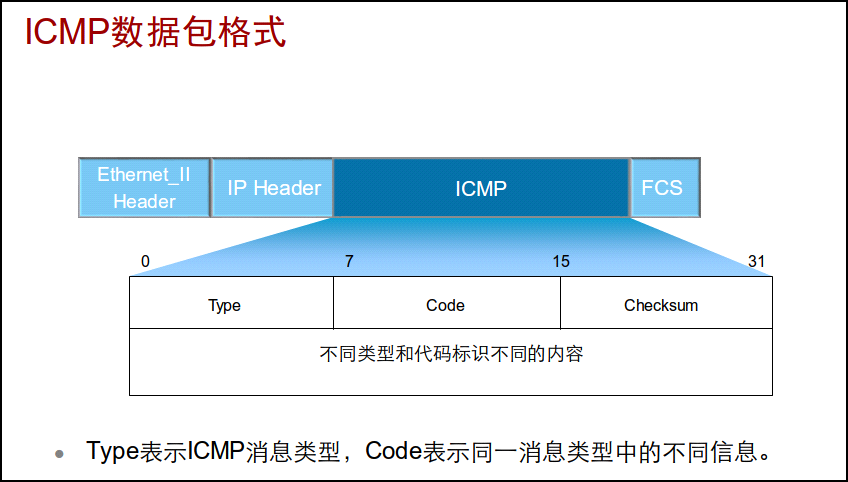 ICMP数据包格式
Ethernet_II
Header
IP Header
ICMP
FCS
0
7
15
31
Type
Code
Checksum
不同类型和代码标识不同的内容
• Type表示ICMP消息类型，Code表示同一消息类型中的不同信息。